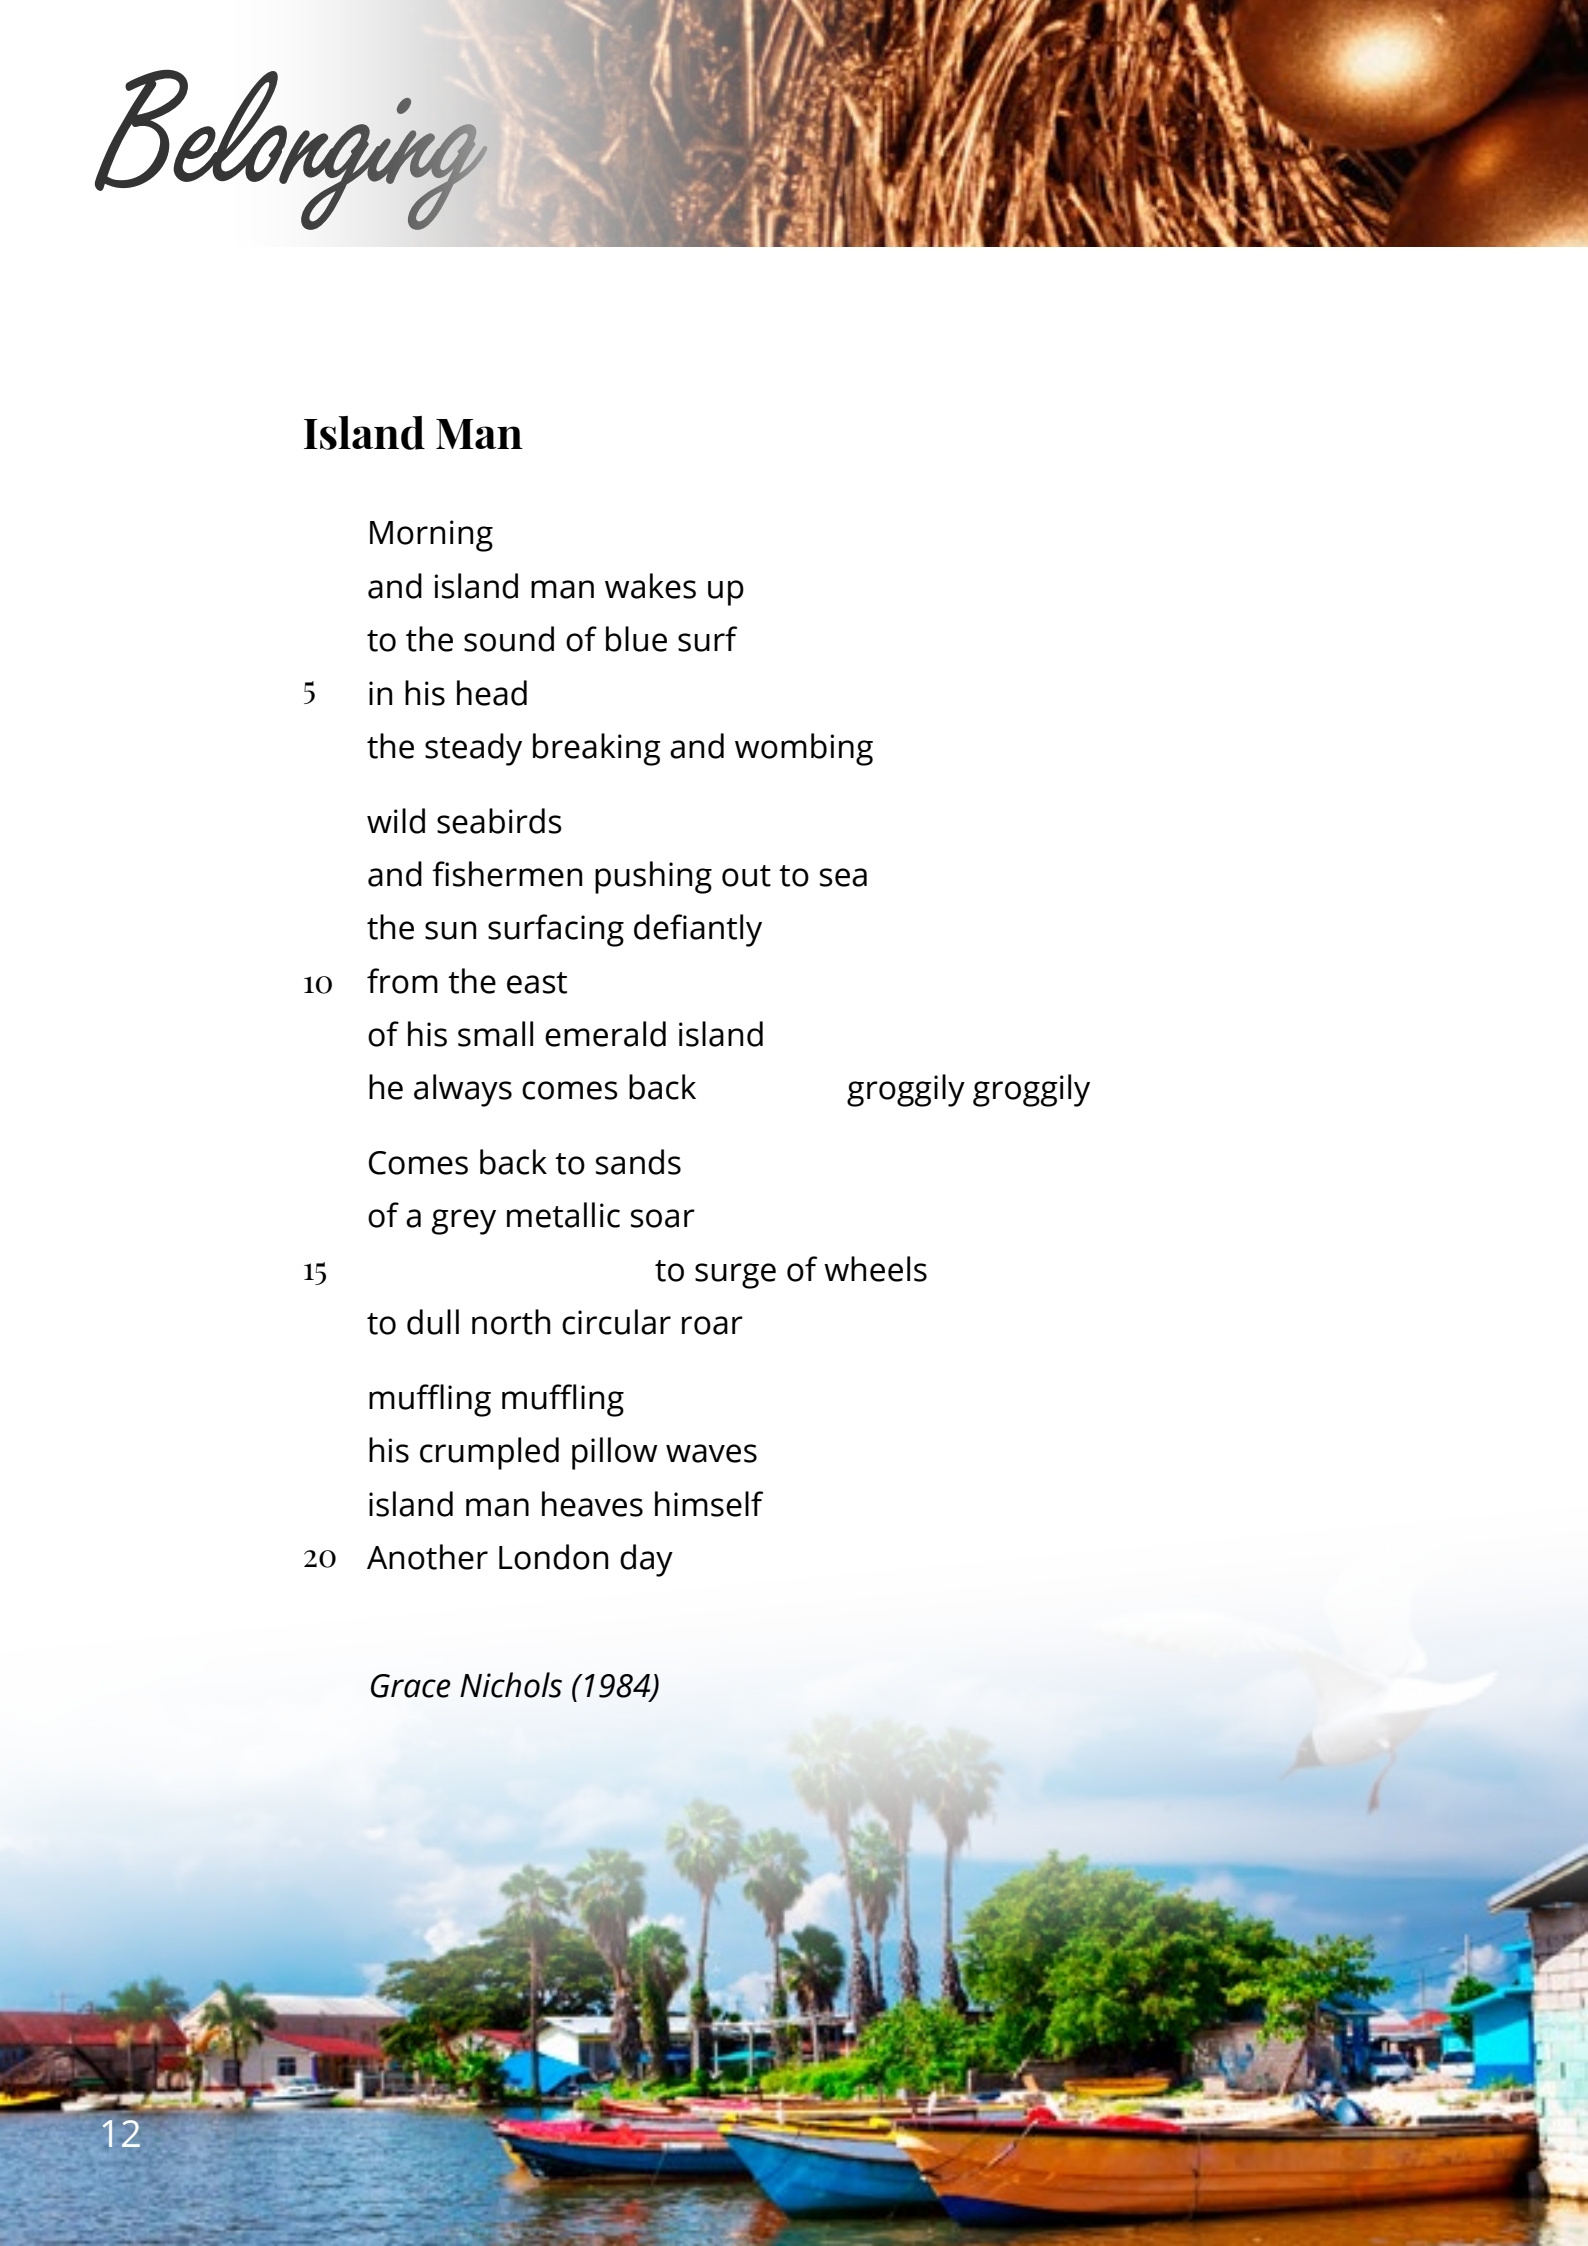 Belonging
Island Man
Morning
and island man wakes up
to the sound of blue surf
5 in his head
the steady breaking and wombing
wild seabirds
and fishermen pushing out to sea
the sun surfacing defiantly
10 from the east
of his small emerald island
he always comes back groggily groggily
Comes back to sands
of a grey metallic soar
15 to surge of wheels
to dull north circular roar
muffling muffling
his crumpled pillow waves
island man heaves himself
20 Another London day
Grace Nichols (1984)
12